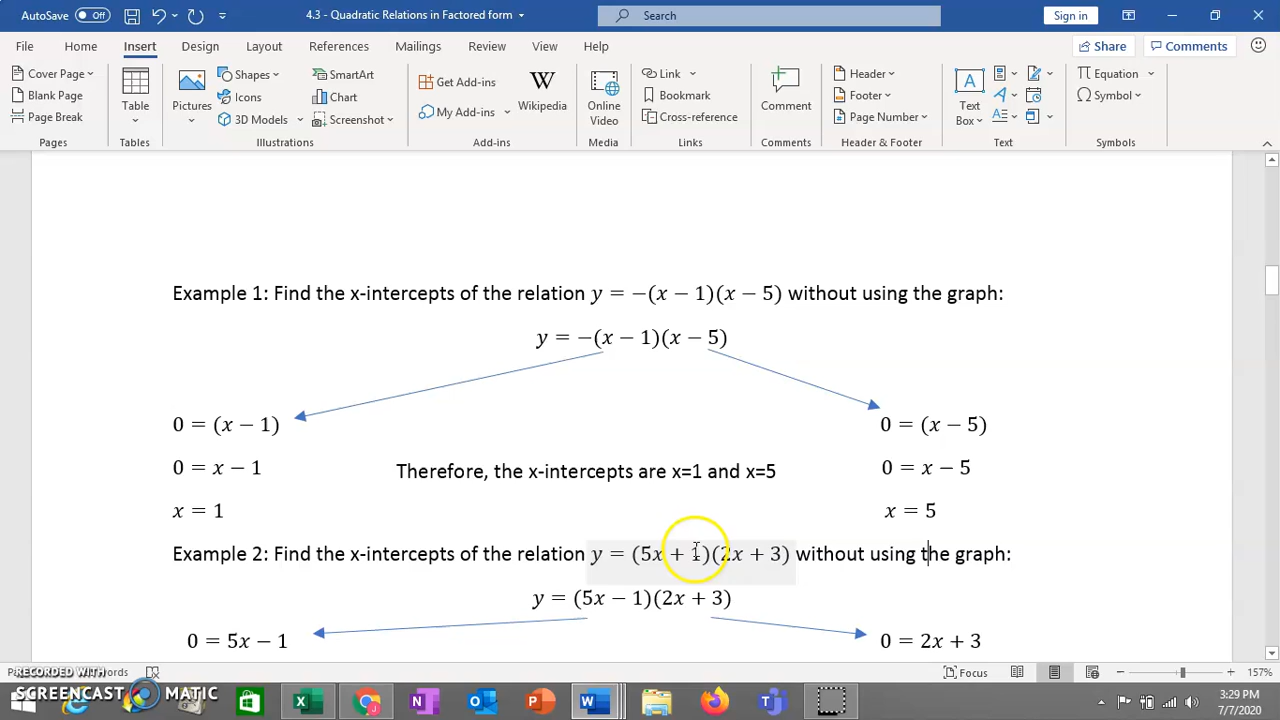 AutoSave Off
4.3 - Quadratic Relations in Factored form
Search
Sign in
File Home Insert Design Layout References Mailings Review View Help
Share Comments
Cover Page
Blank Page
Page Break
Pages
Table
Tables
Pictures
Shapes
Icons
3D Models
SmartArt
Chart
Screenshot
Illustrations
Get Add-ins
My Add-ins
Wikipedia
Add-ins
Online Video
Media
Link
Bookmark
Cross-reference
Links
Comment
Comments
Header
Footer
Page Number
Header & Footer
Text Box
Text
Equation
Symbol
Symbols
Example 1: Find the x-intercepts of the relation y = −(x − 1)(x − 5) without using the graph:
y = −(x − 1)(x − 5)
0 = (x − 1) 0 = (x − 5)
0 = x − 1 Therefore, the x-intercepts are x=1 and x=5 0 = x − 5
x = 1 x = 5
Example 2: Find the x-intercepts of the relation y = (5x + 1)(2x + 3) without using the graph:
y = (5x − 1)(2x + 3)
0 = 5x − 1 0 = 2x + 3
RECORDED WITH
SCREENCAST MATIC
Focus
157%
3:29 PM
7/7/2020